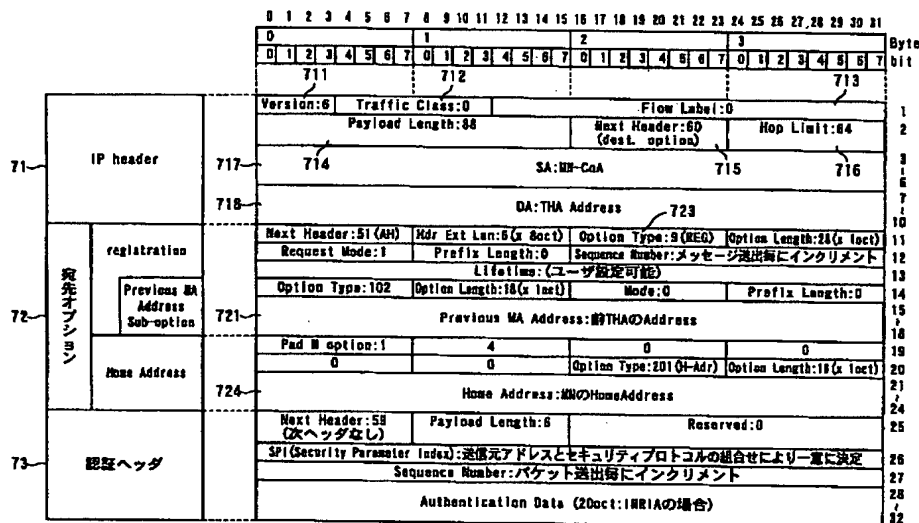 0 1 2 3 4 5 6 7 8 9 10 11 12 13 14 15 16 17 18 19 20 21 22 23 24 25 26 27 28 29 30 31
0 1 2 3 Byte
0 1 2 3 4 5 6 7 0 1 2 3 4 5 6 7 0 1 2 3 4 5 6 7 0 1 2 3 4 5 6 7 bit
711 712 713
Version:6 Traffic Class:0 Flow Label:0 1
Payload Length:88 Next Header:60 (dest. option) Hop Limit:64 2
71 IP header
714 715 716
717 SA:MN-CoA 3~6
718 DA:THA Address 7~10
723
72 宛先オプション
registration
Next Header:51(AH) Hdr Ext Len:6(x 8oct) Option Type:9(REG) Option Length:28(x 1oct) 11
Request Mode:1 Prefix Length:0 Sequence Number:メッセージ送出毎にインクリメント 12
Lifetime:(ユーザ設定可能) 13
Previous MA Address Sub-option
Option Type:102 Option Length:18(x 1oct) Mode:0 Prefix Length:0 14
721 Previous MA Address:前THAのAddress 15~18
Pad N option:1 4 0 0 19
Home Address
0 0 Option Type:201(H-Adr) Option Length:16(x 1oct) 20
724 Home Address:MNのHomeAddress 21~24
73 認証ヘッダ
Next Header:59 (次ヘッダなし) Payload Length:6 Reserved:0 25
SPI(Security Parameter Index):送信元アドレスとセキュリティプロトコルの組合せにより一意に決定 26
Sequence Number:パケット送出毎にインクリメント 27
Authentication Data (20oct:INRIAの場合) 28~32